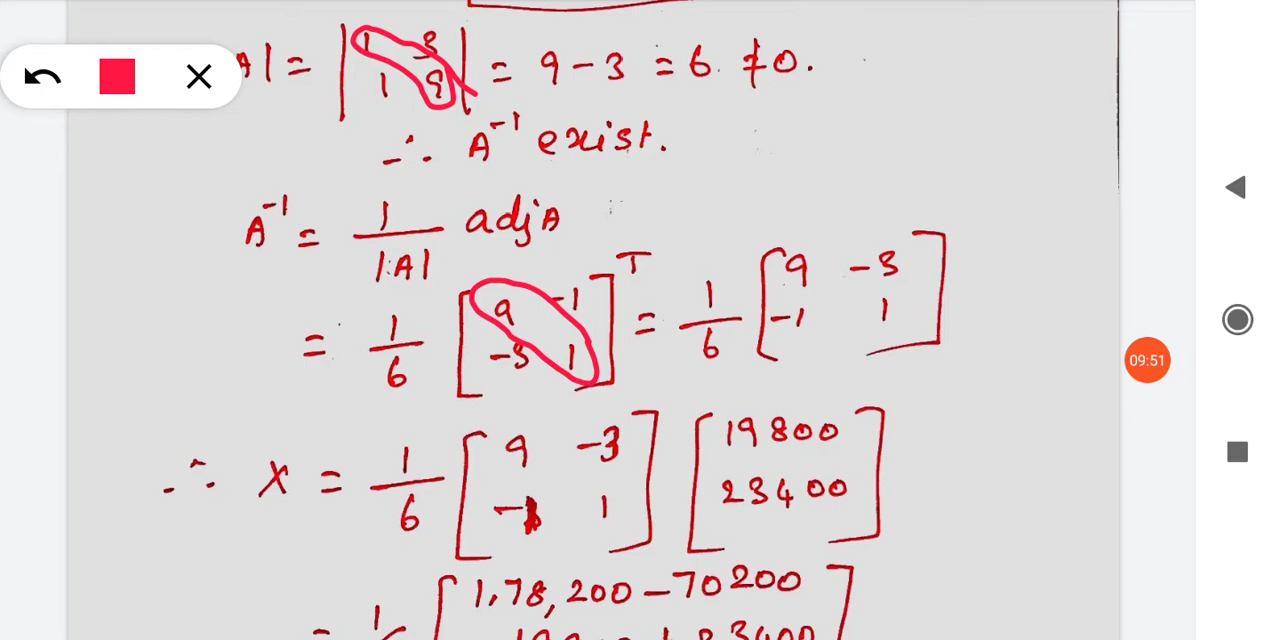 |A| = | 1 3 1 9 | = 9 - 3 = 6 ≠ 0.
∴ A⁻¹ exist.
A⁻¹ = 1/|A| adj A
= 1/6 [ 9 -1 -3 1 ]ᵀ = 1/6 [ 9 -3 -1 1 ]
09:51
∴ X = 1/6 [ 9 -3 -1 1 ] [ 19800 23400 ]
= 1/6 [ 1,78,200 - 70200